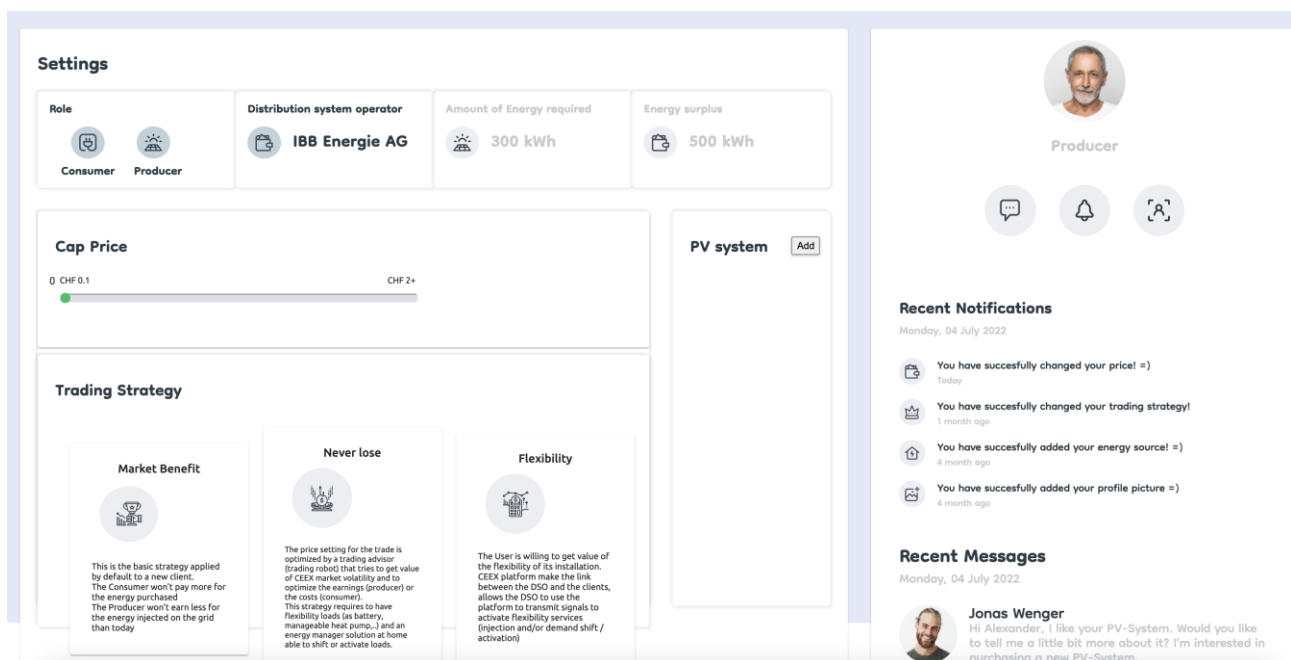 Settings
Role
Consumer
Producer
Distribution system operator
IBB Energie AG
Amount of Energy required
300 kWh
Energy surplus
500 kWh
Cap Price
0 CHF 0.1
CHF 2+
PV system
Add
Trading Strategy
Market Benefit
This is the basic strategy applied
by default to a new client.
The Consumer won't pay more for
the energy purchased
The Producer won't earn less for
the energy injected on the grid
than today
Never lose
The price setting for the trade is
optimized by a trading advisor
(trading robot) that tries to get value
of CEEX market volatility and to
optimize the earnings (producer) or
the costs (consumer).
This strategy requires to have
flexibility loads (as battery,
manageable heat pump,..) and an
energy manager solution at home
able to shift or activate loads.
Flexibility
The User is willing to get value of
the flexibility of its installation.
CEEX platform make the link
between the DSO and the clients,
allows the DSO to use the
platform to transmit signals to
activate flexibility services
(injection and/or demand shift /
activation)
Producer
Recent Notifications
Monday, 04 July 2022
You have succesfully changed your price! =)
Today
You have succesfully changed your trading strategy!
1 month ago
You have succesfully added your energy source! =)
4 month ago
You have succesfully added your profile picture =)
4 month ago
Recent Messages
Monday, 04 July 2022
Jonas Wenger
Hi Alexander, I like your PV-System. Would you like
to tell me a little bit more about it? I'm interested in
purchasing a new PV-System